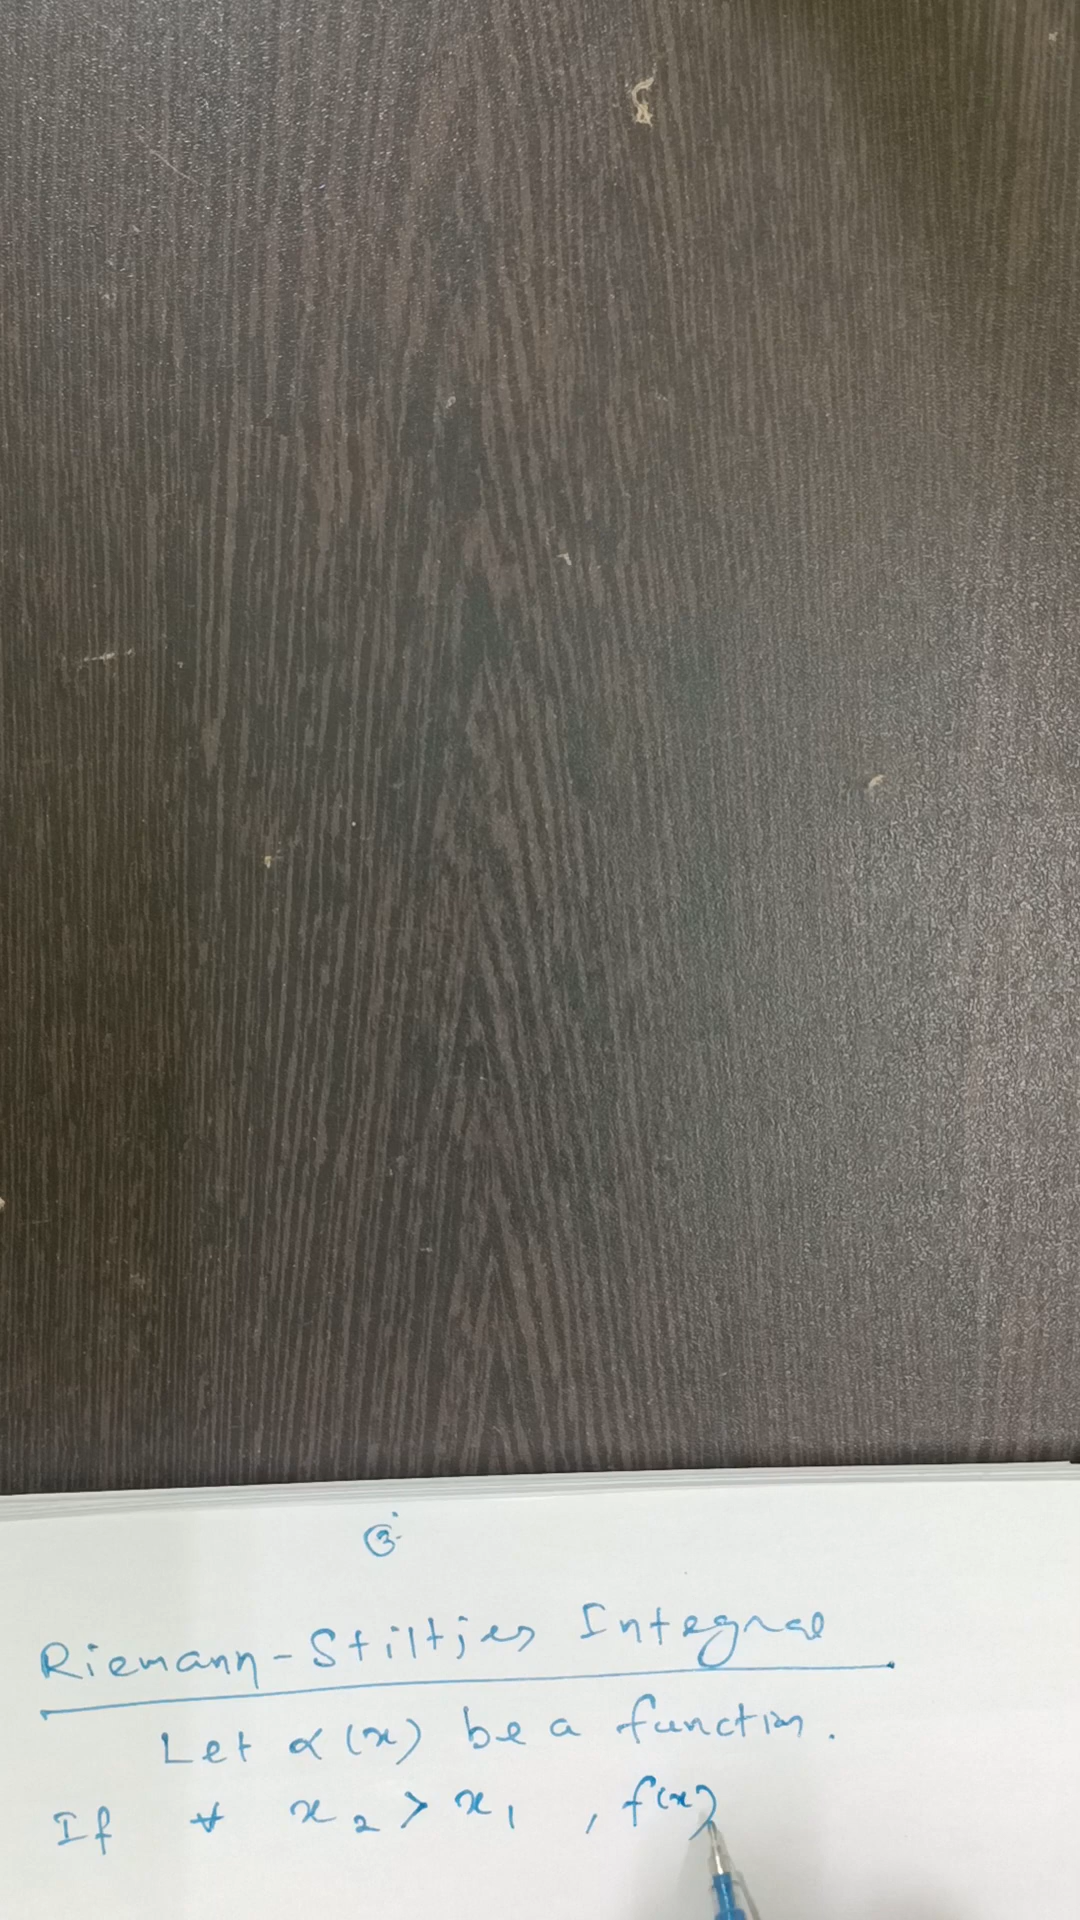 ③
Riemann-Stiltjes Integral
Let α(x) be a function.
If ∀ x₂ > x₁ , f(x)